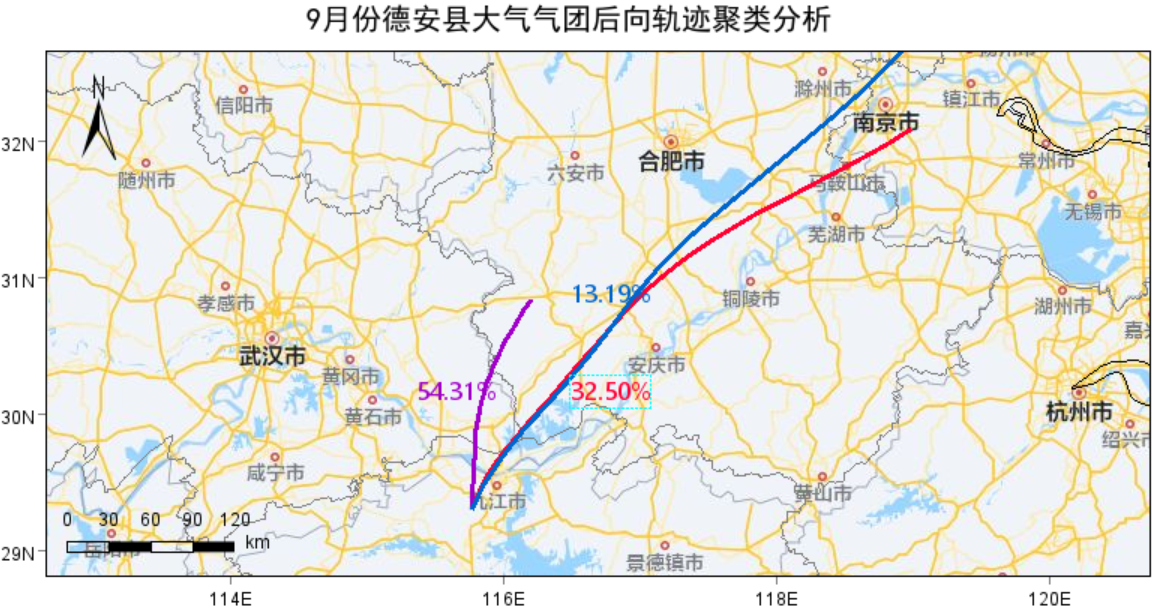 9月份德安县大气气团后向轨迹聚类分析
N
信阳市
滁州市
镇江市
南京市
32N
合肥市
常州市
六安市
随州市
马鞍山市
无锡市
芜湖市
31N
13.19%
孝感市
铜陵市
湖州市
武汉市
安庆市
黄冈市
54.31%
32.50%
30N
黄石市
杭州市
绍兴市
咸宁市
黄山市
九江市
0 30 60 90 120
km
29N
岳阳市
景德镇市
114E 116E 118E 120E